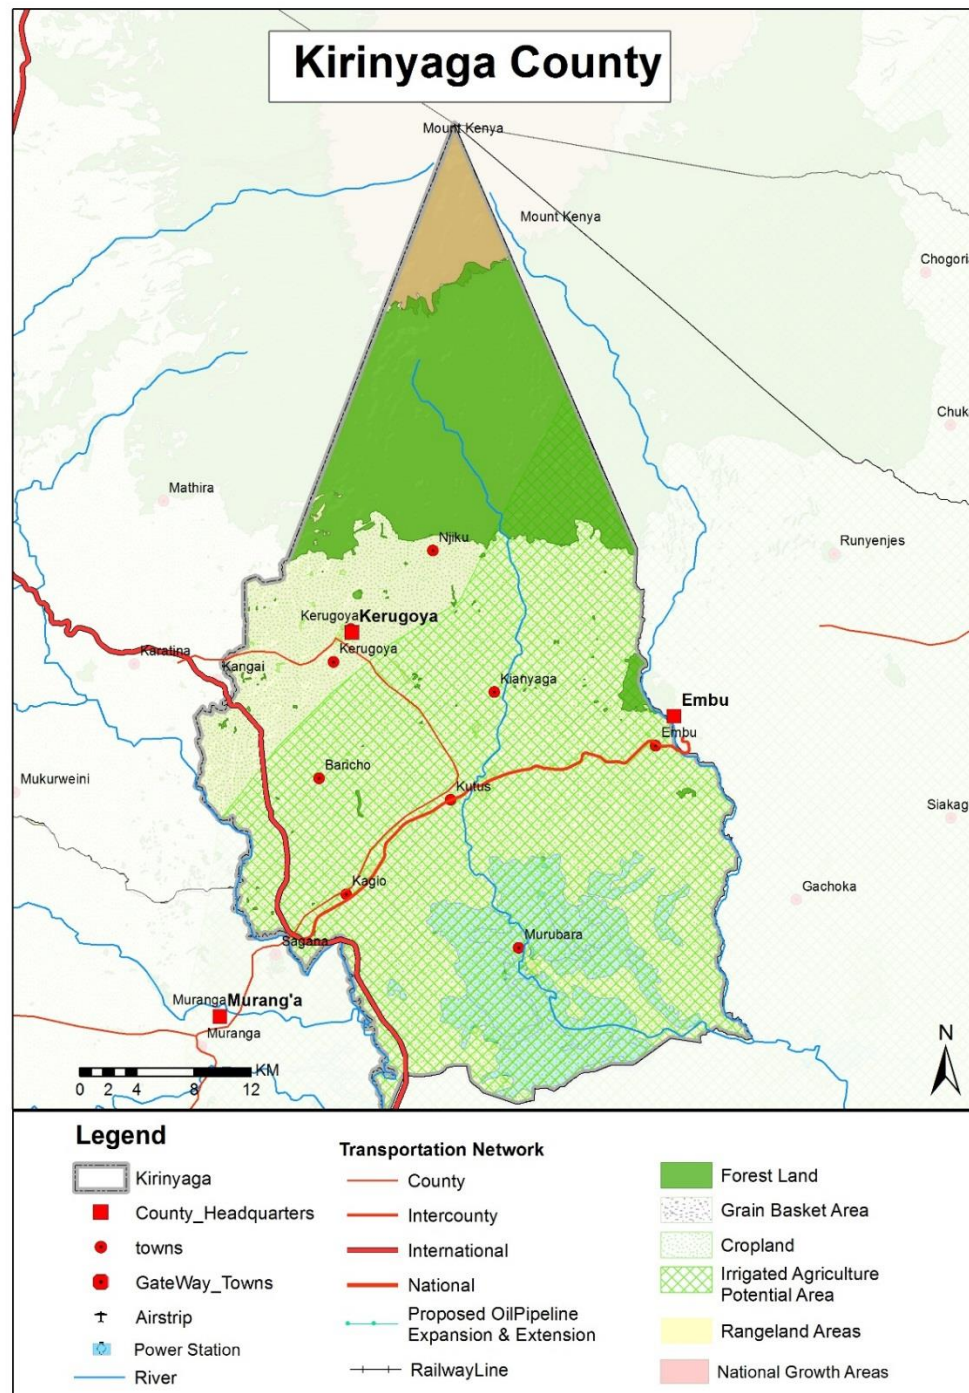 Kirinyaga County
Mount Kenya
Mount Kenya
Chogori
Chuk
Mathira
Njiku
Runyenjes
Kerugoya Kerugoya
Kerugoya
Karatina
Kangai
Kianyaga
Embu
Embu
Baricho
Mukurweini
Kutus
Siakag
Kagio
Gachoka
Murubara
Sagana
Muranga Murang'a
Muranga
N
KM
0 2 4 8 12
Legend
Kirinyaga
County_Headquarters
towns
GateWay_Towns
Airstrip
Power Station
River
Transportation Network
County
Intercounty
International
National
Proposed OilPipeline
Expansion & Extension
RailwayLine
Forest Land
Grain Basket Area
Cropland
Irrigated Agriculture
Potential Area
Rangeland Areas
National Growth Areas